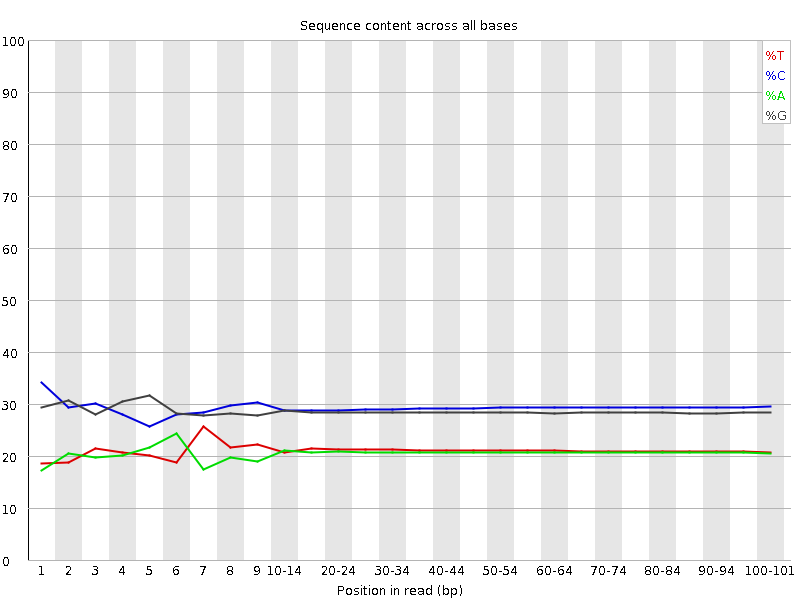 Sequence content across all bases
100
90
80
70
60
50
40
30
20
10
0
%T
%C
%A
%G
1 2 3 4 5 6 7 8 9 10-14 20-24 30-34 40-44 50-54 60-64 70-74 80-84 90-94 100-101
Position in read (bp)